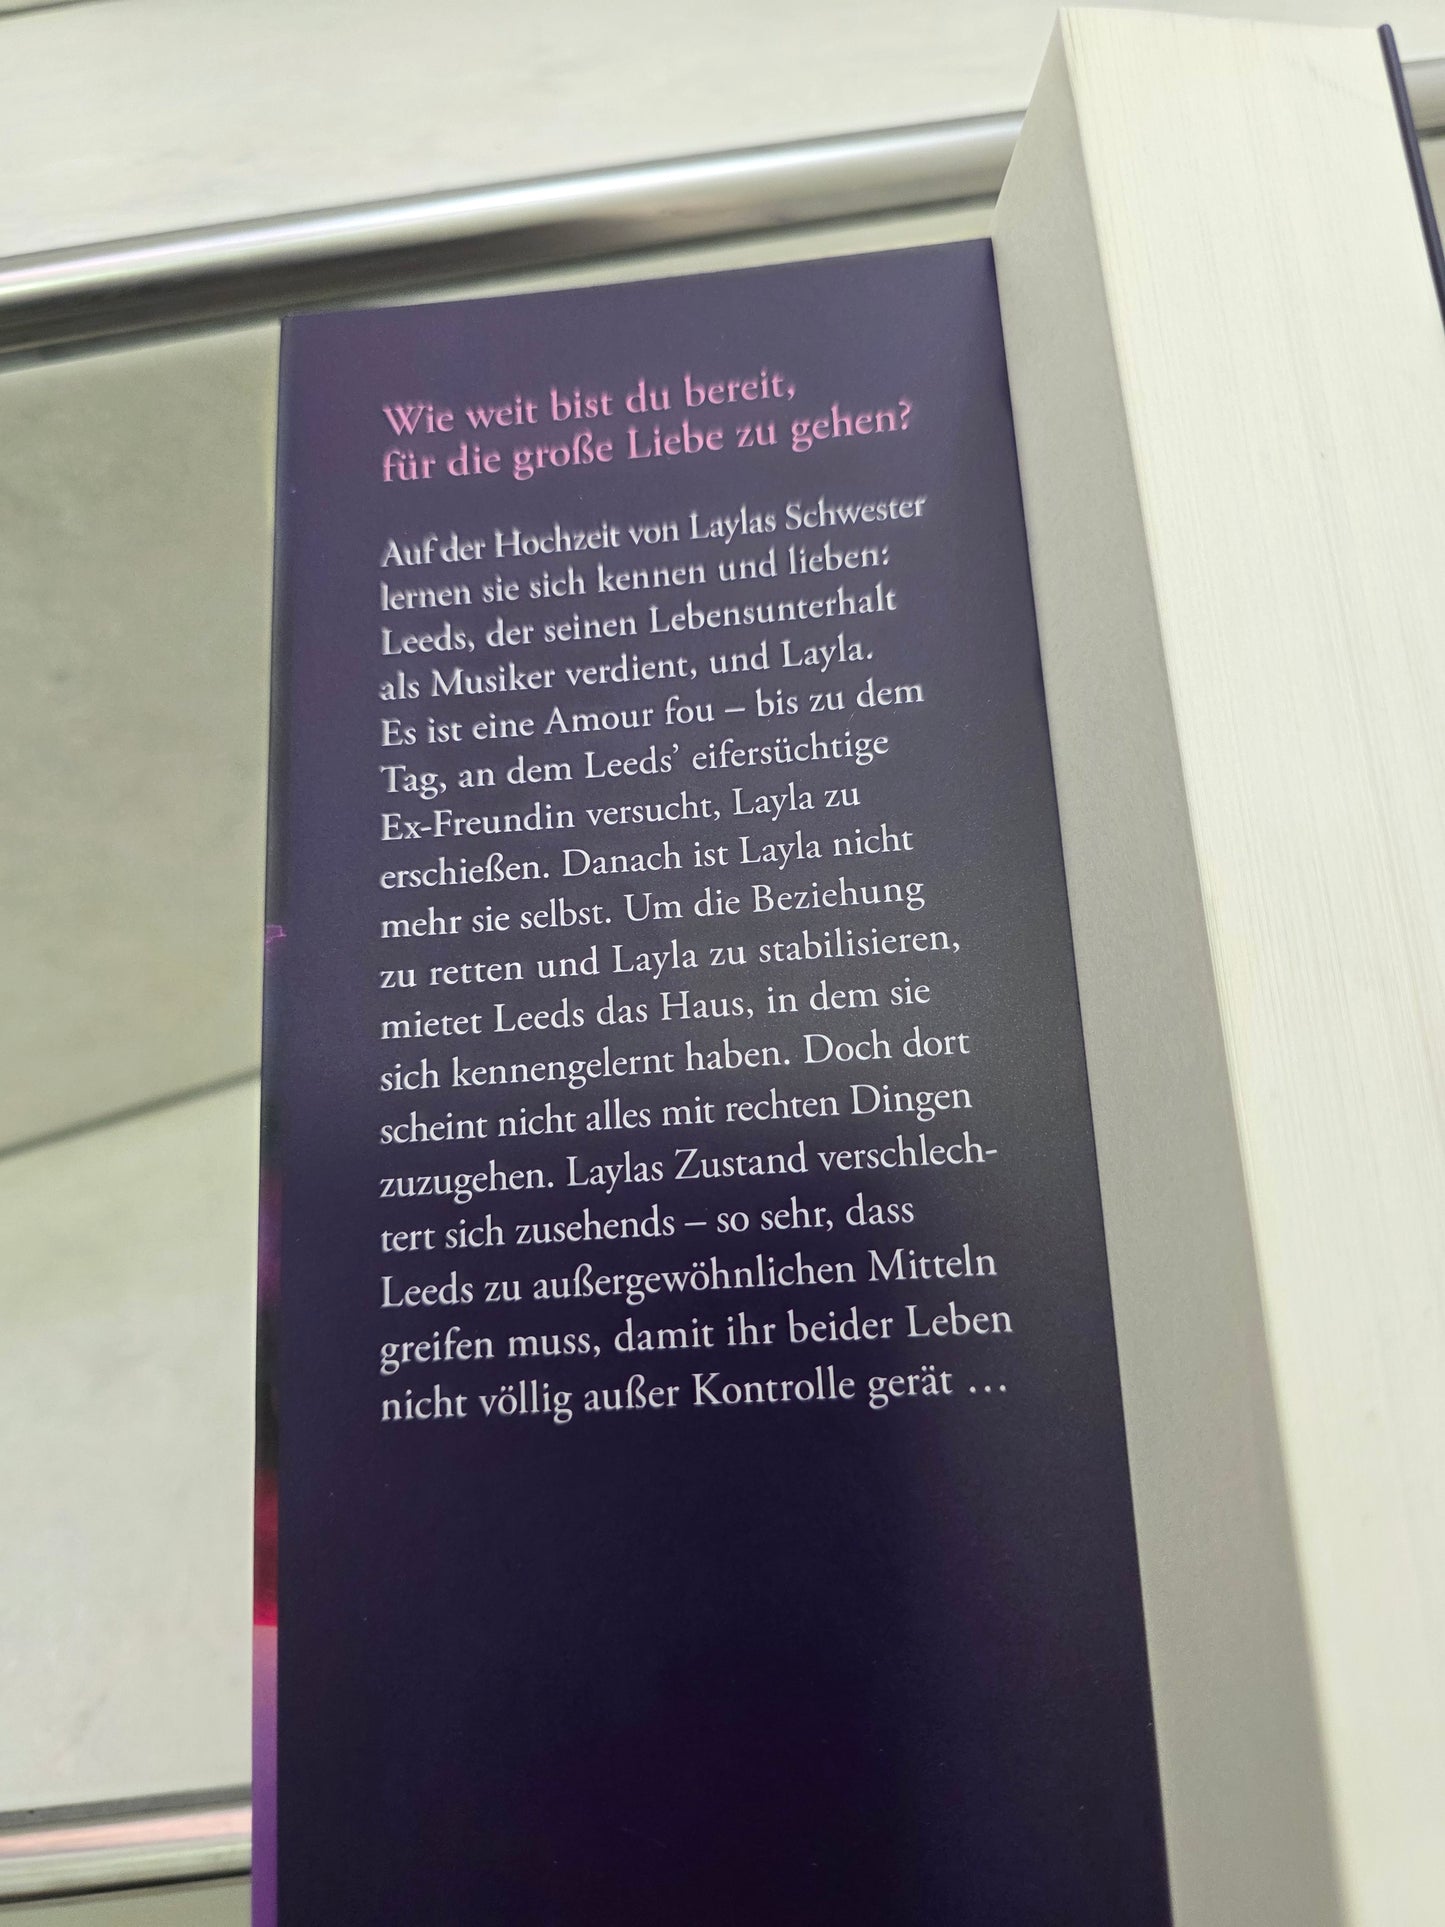 Wie weit bist du bereit,
für die große Liebe zu gehen?
Auf der Hochzeit von Laylas Schwester
lernen sie sich kennen und lieben:
Leeds, der seinen Lebensunterhalt
als Musiker verdient, und Layla.
Es ist eine Amour fou – bis zu dem
Tag, an dem Leeds’ eifersüchtige
Ex-Freundin versucht, Layla zu
erschießen. Danach ist Layla nicht
mehr sie selbst. Um die Beziehung
zu retten und Layla zu stabilisieren,
mietet Leeds das Haus, in dem sie
sich kennengelernt haben. Doch dort
scheint nicht alles mit rechten Dingen
zuzugehen. Laylas Zustand verschlech-
tert sich zusehends – so sehr, dass
Leeds zu außergewöhnlichen Mitteln
greifen muss, damit ihr beider Leben
nicht völlig außer Kontrolle gerät …